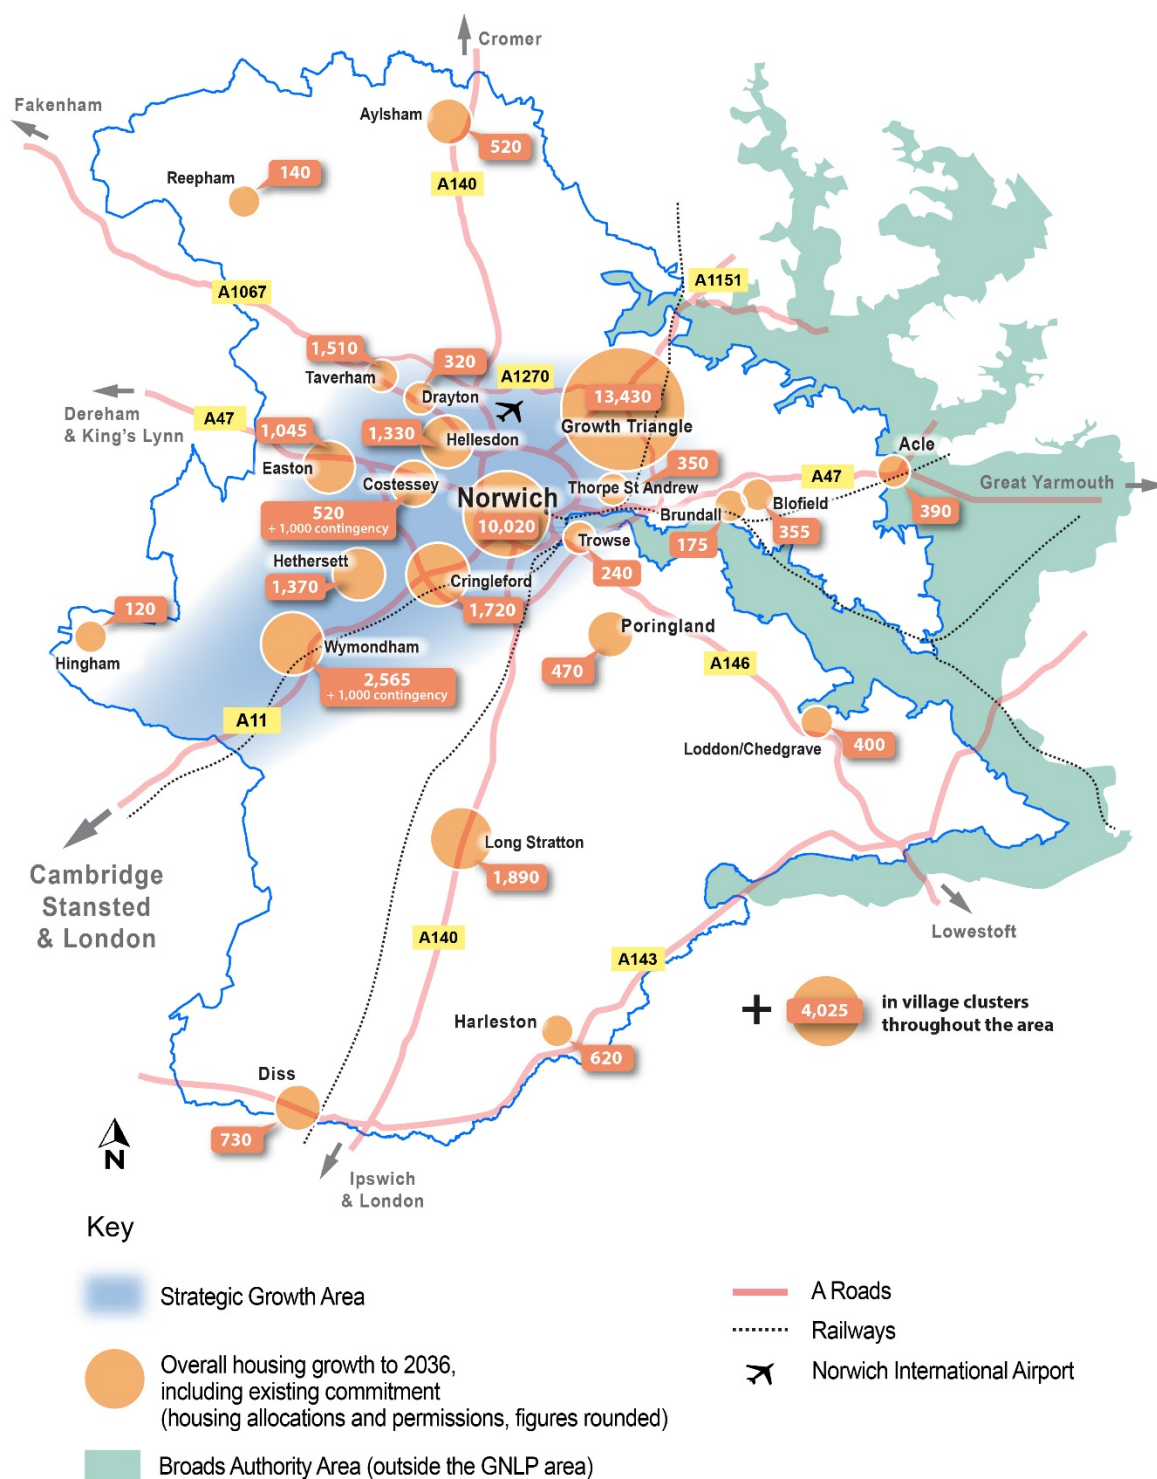 Cromer
Fakenham
Aylsham
520
Reepham
140
A140
A1067
A1151
1,510
320
Taverham
Drayton
A1270
13,430
Growth Triangle
Dereham
& King's Lynn
A47
1,045
1,330
Hellesdon
Easton
Costessey
350
Acle
A47
Great Yarmouth
Norwich
10,020
Thorpe St Andrew
Blofield
390
520
+ 1,000 contingency
Brundall
175
355
Trowse
240
Hethersett
1,370
Cringleford
1,720
120
Hingham
Wymondham
2,565
+ 1,000 contingency
Poringland
470
A146
A11
Loddon/Chedgrave
400
Long Stratton
1,890
Cambridge
Stansted
& London
Lowestoft
A140
A143
Harleston
620
+
4,025
in village clusters
throughout the area
Diss
730
N
Ipswich
& London
Key
Strategic Growth Area
Overall housing growth to 2036,
including existing commitment
(housing allocations and permissions, figures rounded)
Broads Authority Area (outside the GNLP area)
A Roads
Railways
Norwich International Airport